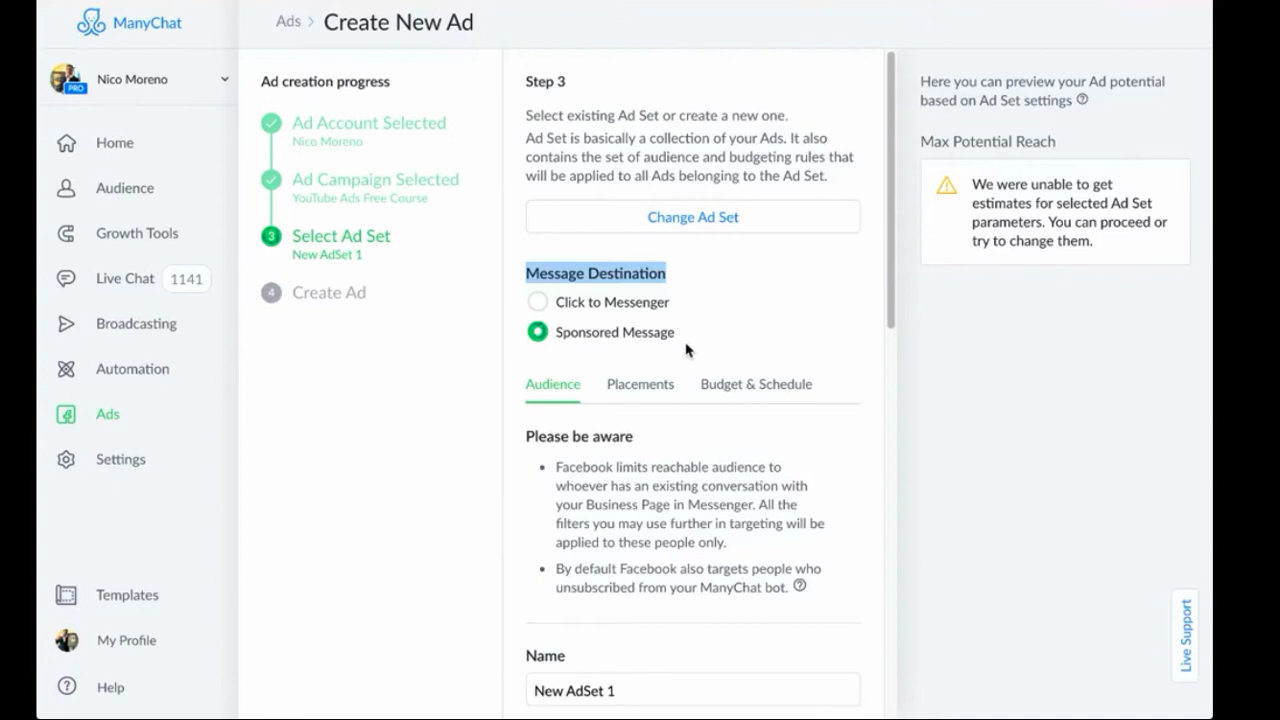 ManyChat
Ads > Create New Ad
Nico Moreno
PRO
Home
Audience
Growth Tools
Live Chat 1141
Broadcasting
Automation
Ads
Settings
Templates
My Profile
Help
Ad creation progress
Ad Account Selected
Nico Moreno
Ad Campaign Selected
YouTube Ads Free Course
3 Select Ad Set
New AdSet 1
4 Create Ad
Step 3
Select existing Ad Set or create a new one.
Ad Set is basically a collection of your Ads. It also
contains the set of audience and budgeting rules that
will be applied to all Ads belonging to the Ad Set.
Change Ad Set
Message Destination
Click to Messenger
Sponsored Message
Audience Placements Budget & Schedule
Please be aware
• Facebook limits reachable audience to
whoever has an existing conversation with
your Business Page in Messenger. All the
filters you may use further in targeting will be
applied to these people only.
• By default Facebook also targets people who
unsubscribed from your ManyChat bot. ?
Name
New AdSet 1
Here you can preview your Ad potential
based on Ad Set settings ?
Max Potential Reach
We were unable to get
estimates for selected Ad Set
parameters. You can proceed or
try to change them.
Live Support